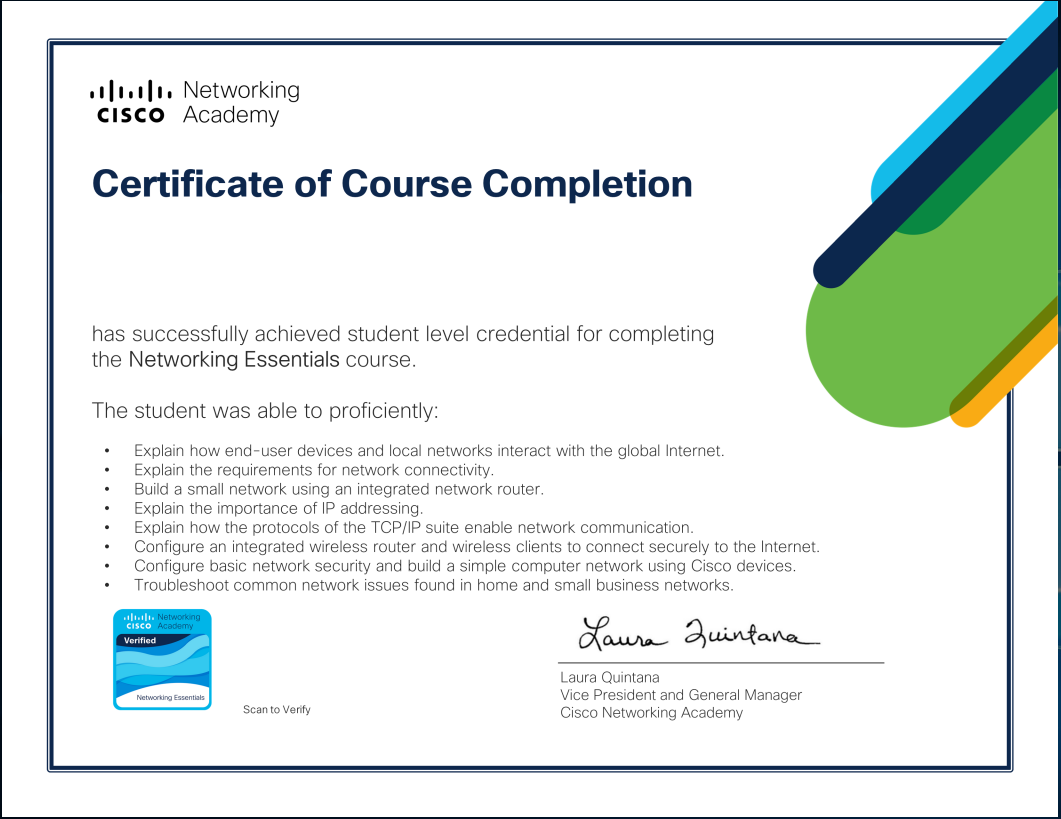 Networking
CISCO Academy
Certificate of Course Completion
has successfully achieved student level credential for completing
the Networking Essentials course.
The student was able to proficiently:
• Explain how end-user devices and local networks interact with the global Internet.
• Explain the requirements for network connectivity.
• Build a small network using an integrated network router.
• Explain the importance of IP addressing.
• Explain how the protocols of the TCP/IP suite enable network communication.
• Configure an integrated wireless router and wireless clients to connect securely to the Internet.
• Configure basic network security and build a simple computer network using Cisco devices.
• Troubleshoot common network issues found in home and small business networks.
Networking
CISCO Academy
Verified
Networking Essentials
Scan to Verify
Laura Quintana
Laura Quintana
Vice President and General Manager
Cisco Networking Academy